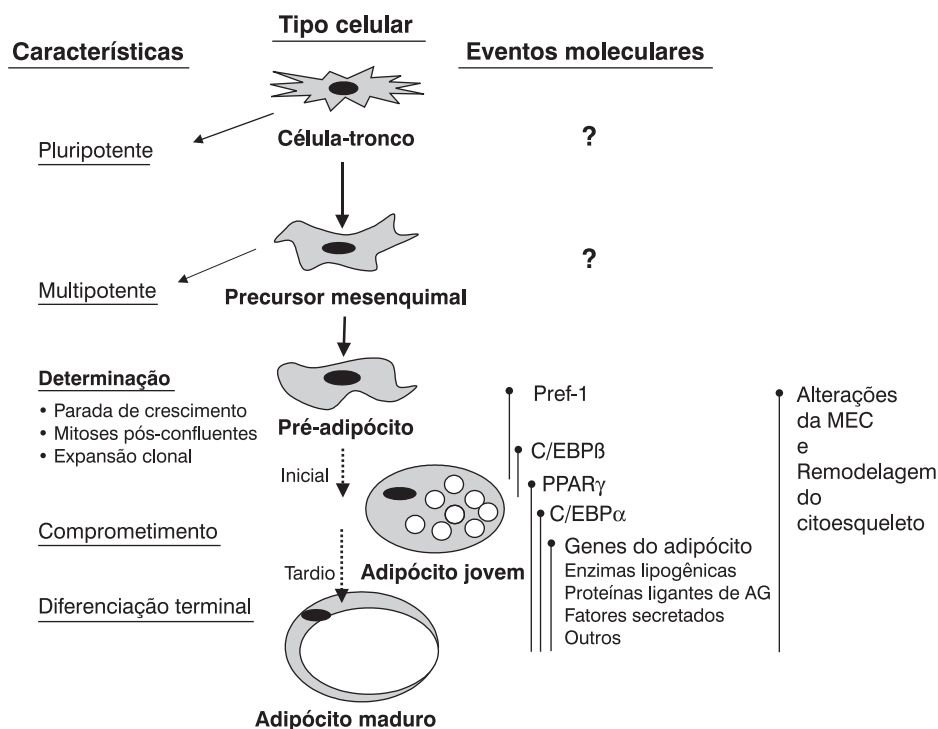 Características
Tipo celular
Eventos moleculares
Pluripotente
Célula-tronco
?
Multipotente
Precursor mesenquimal
?
Determinação
• Parada de crescimento
• Mitoses pós-confluentes
• Expansão clonal
Pré-adipócito
Inicial
Comprometimento
Adipócito jovem
Tardio
Diferenciação terminal
Adipócito maduro
Pref-1
C/EBPß
PPARγ
C/EBPα
Genes do adipócito
Enzimas lipogênicas
Proteínas ligantes de AG
Fatores secretados
Outros
Alterações
da MEC
e
Remodelagem
do
citoesqueleto